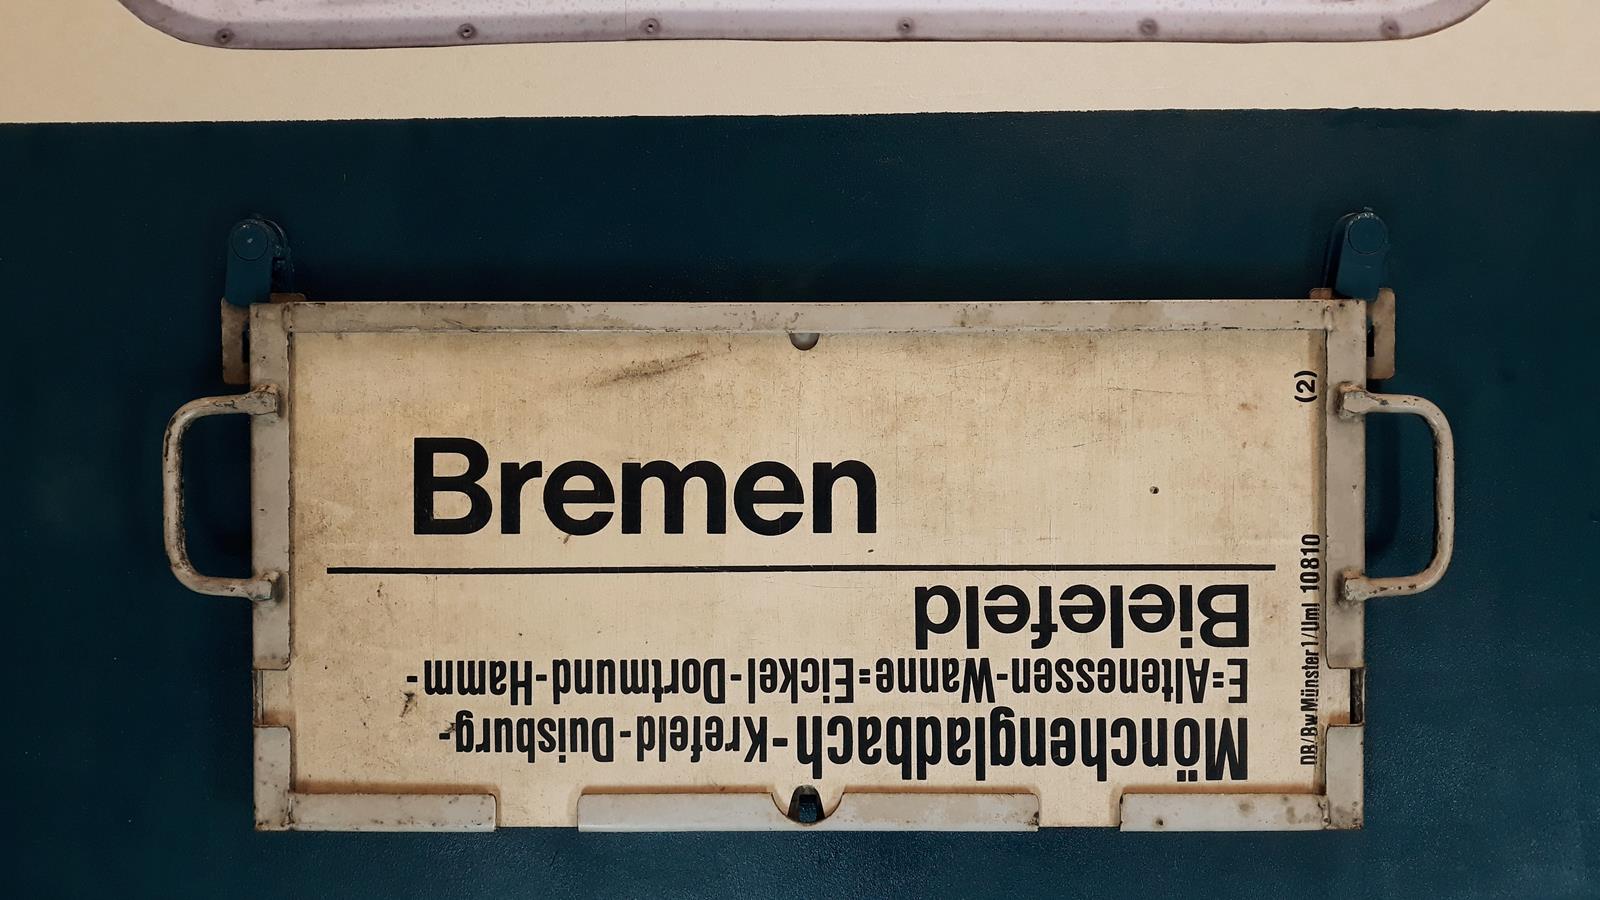 Bremen
Mönchengladbach-Krefeld-Duisburg-
E=Altenessen-Wanne=Eickel-Dortmund-Hamm-
Bielefeld
(2)
DB/Bw Münster 1/Uml 10810